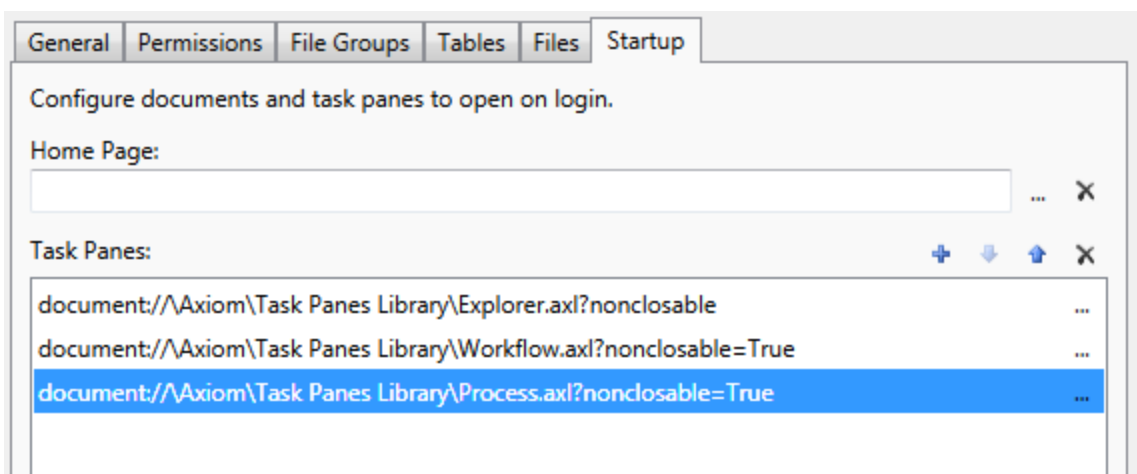 General Permissions File Groups Tables Files Startup
Configure documents and task panes to open on login.
Home Page:
...
Task Panes:
document://\Axiom\Task Panes Library\Explorer.axl?nonclosable ...
document://\Axiom\Task Panes Library\Workflow.axl?nonclosable=True ...
document://\Axiom\Task Panes Library\Process.axl?nonclosable=True ...